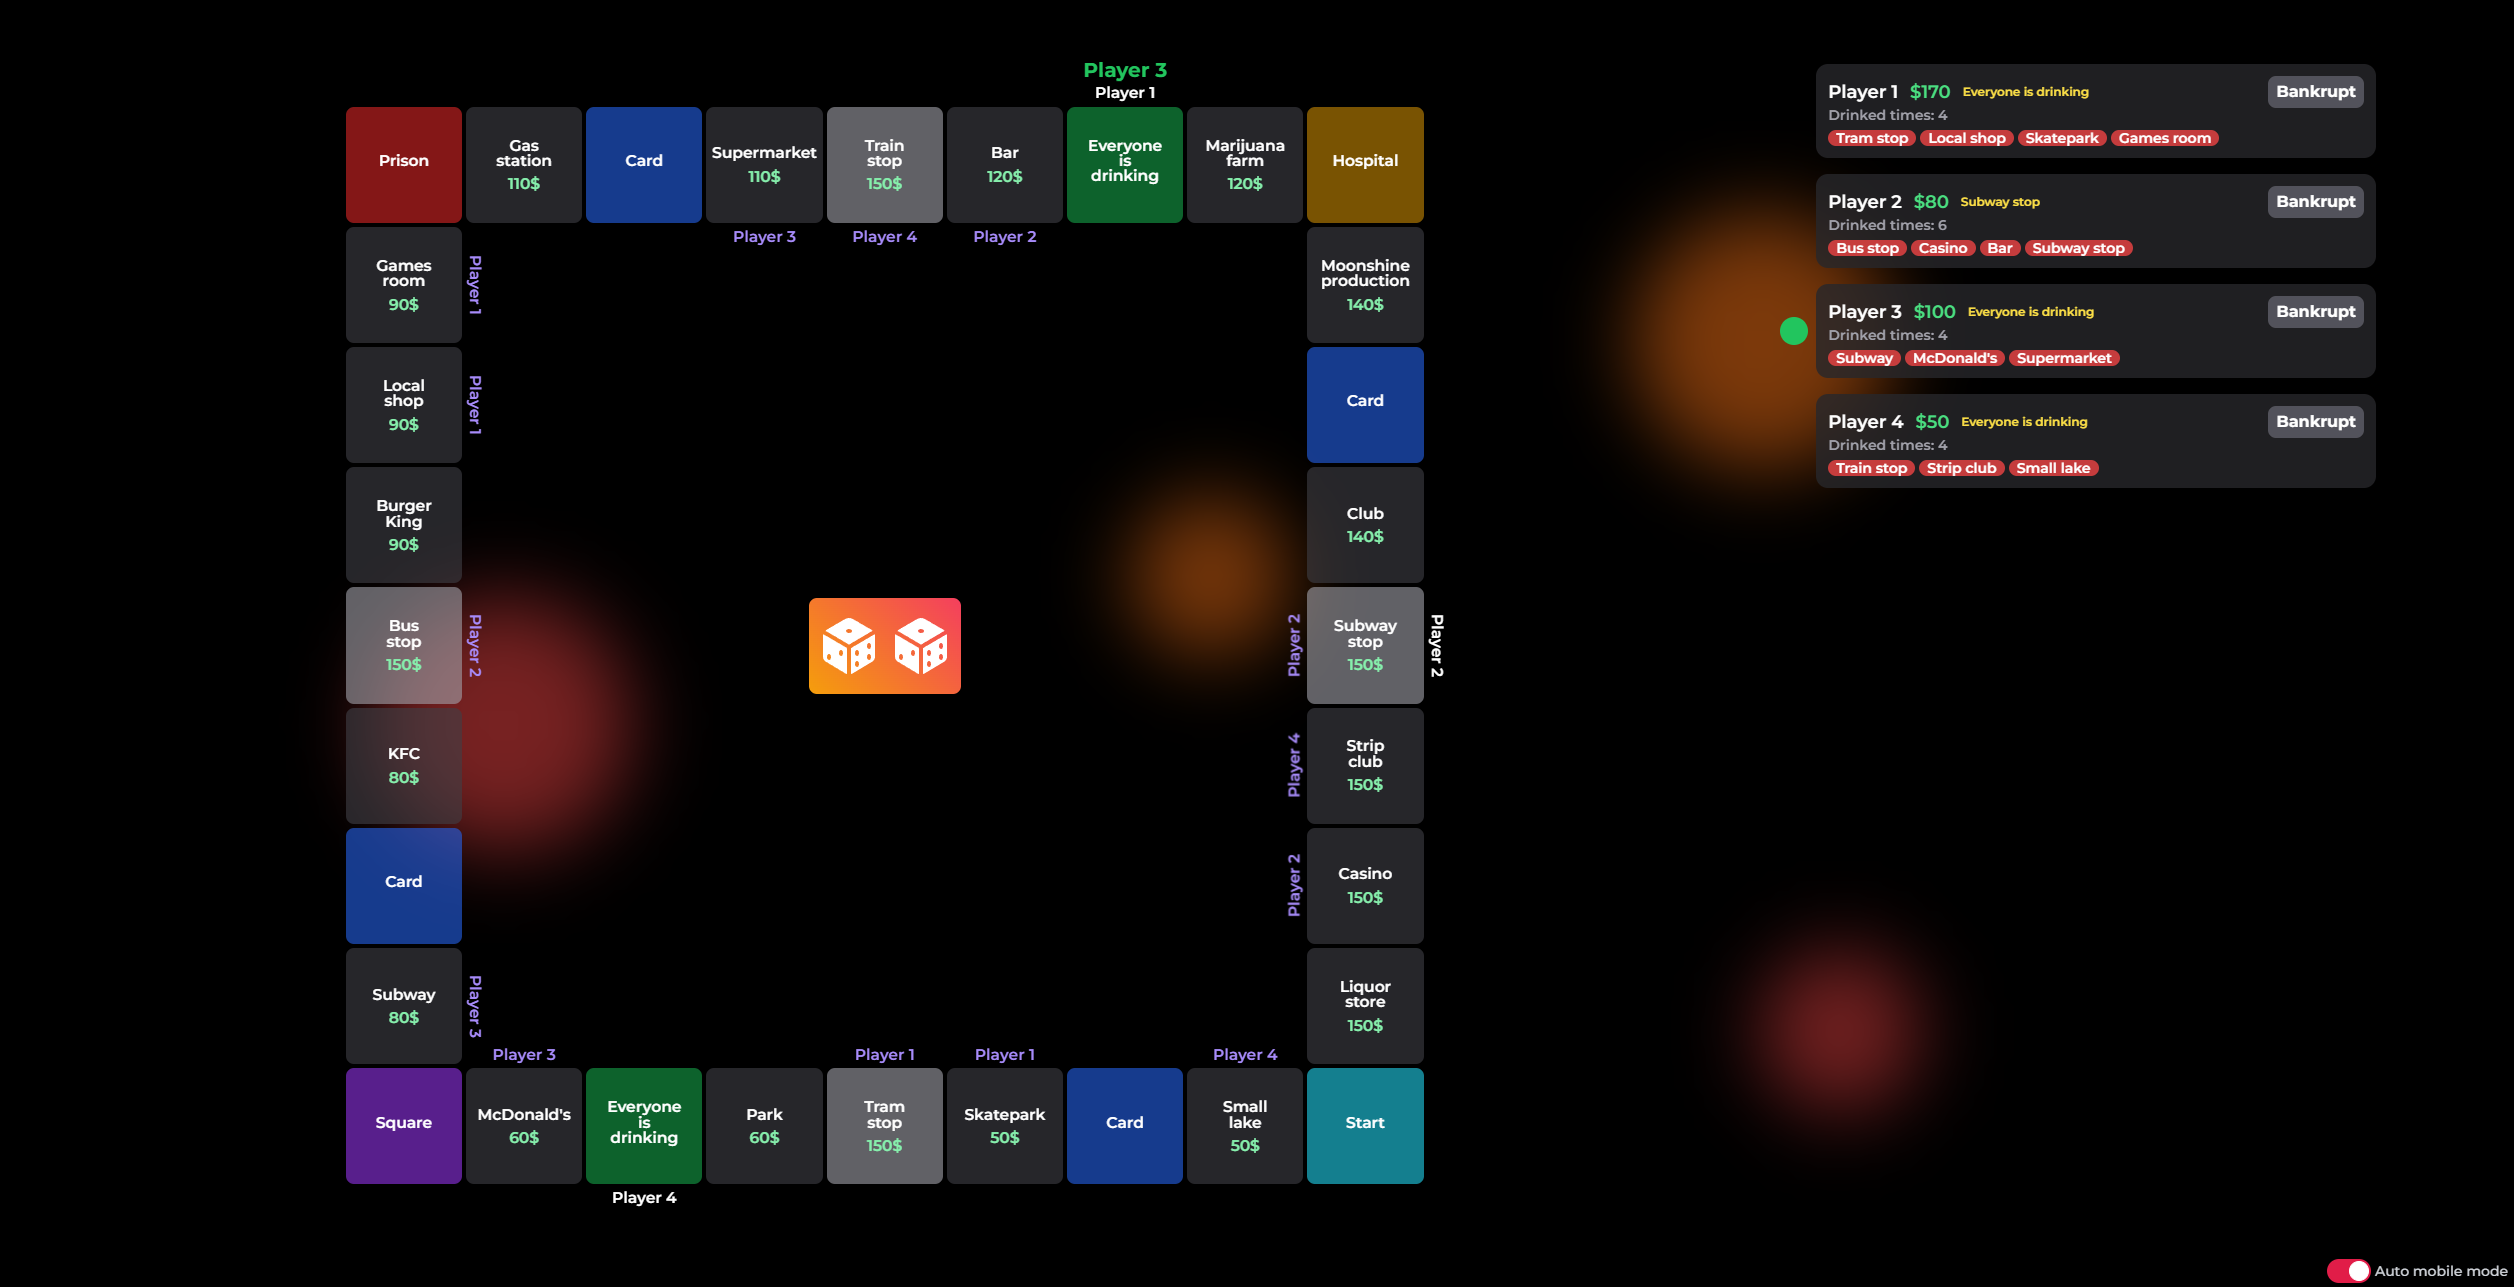 Player 3
Player 1
Prison
Gas
station
110$
Card
Supermarket
110$
Train
stop
150$
Bar
120$
Everyone
is
drinking
Marijuana
farm
120$
Hospital
Player 3
Player 4
Player 2
Games
room
90$
Player 1
Local
shop
90$
Player 1
Burger
King
90$
Bus
stop
150$
Player 2
KFC
80$
Card
Subway
80$
Player 3
Moonshine
production
140$
Card
Club
140$
Player 2
Subway
stop
150$
Player 2
Player 4
Strip
club
150$
Player 2
Casino
150$
Liquor
store
150$
Player 3
Player 1
Player 1
Player 4
Square
McDonald's
60$
Everyone
is
drinking
Park
60$
Tram
stop
150$
Skatepark
50$
Card
Small
lake
50$
Start
Player 4
Player 1 $170 Everyone is drinking Bankrupt
Drinked times: 4
Tram stop Local shop Skatepark Games room
Player 2 $80 Subway stop Bankrupt
Drinked times: 6
Bus stop Casino Bar Subway stop
Player 3 $100 Everyone is drinking Bankrupt
Drinked times: 4
Subway McDonald's Supermarket
Player 4 $50 Everyone is drinking Bankrupt
Drinked times: 4
Train stop Strip club Small lake
Auto mobile mode